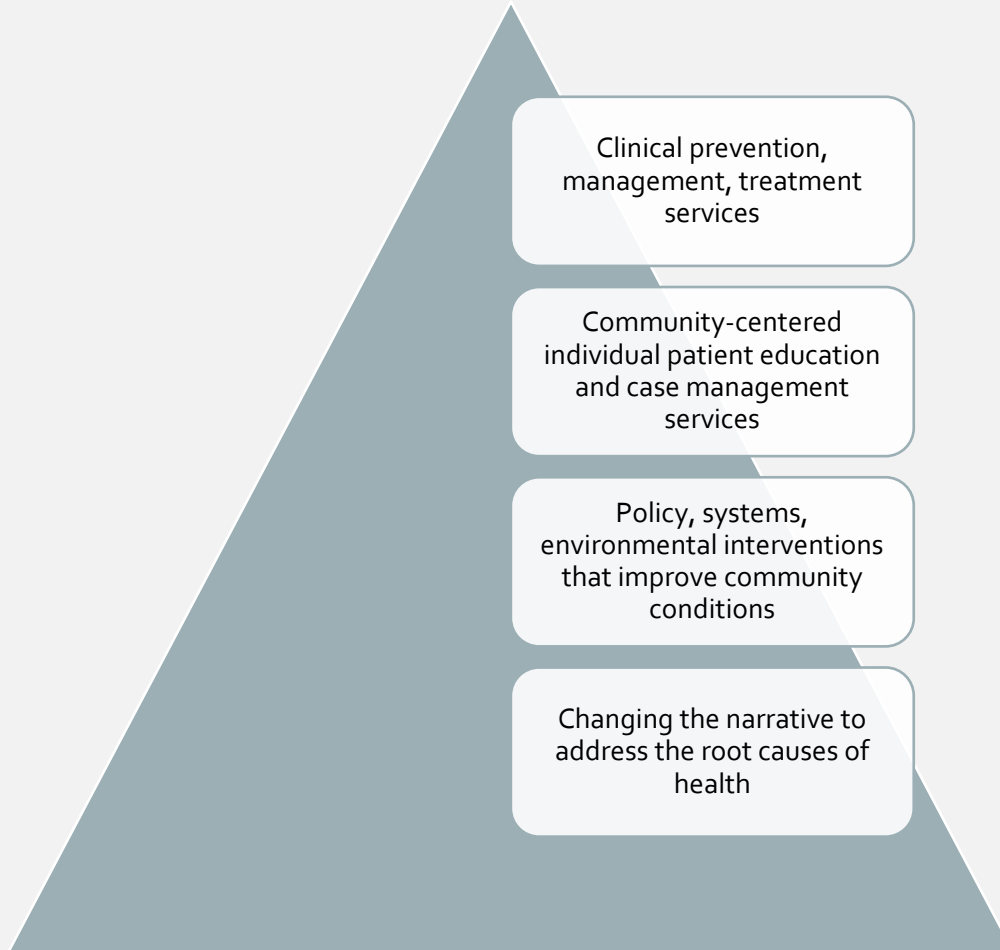 Clinical prevention,
management, treatment
services
Community-centered
individual patient education
and case management
services
Policy, systems,
environmental interventions
that improve community
conditions
Changing the narrative to
address the root causes of
health